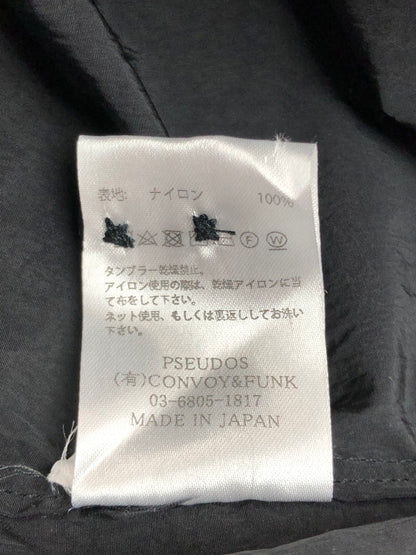 表地: ナイロン 100%
Ⓕ Ⓦ
タンブラー乾燥禁止。
アイロン使用の際は、乾燥アイロンに当
て布をして下さい。
ネット使用、もしくは裏返ししてお洗い
下さい。
PSEUDOS
(有)CONVOY&FUNK
03-6805-1817
MADE IN JAPAN